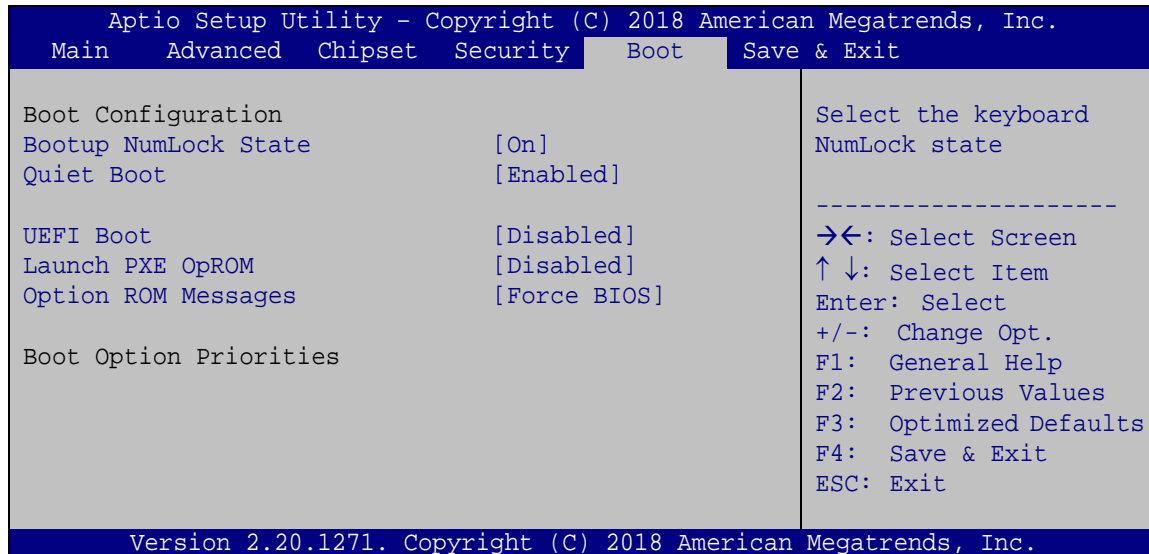 Aptio Setup Utility – Copyright (C) 2018 American Megatrends, Inc.
Main Advanced Chipset Security Boot Save & Exit
Boot Configuration
Bootup NumLock State [On]
Quiet Boot [Enabled]
UEFI Boot [Disabled]
Launch PXE OpROM [Disabled]
Option ROM Messages [Force BIOS]
Boot Option Priorities
Select the keyboard
NumLock state
---------------------
→←: Select Screen
↑ ↓: Select Item
Enter: Select
+/-: Change Opt.
F1: General Help
F2: Previous Values
F3: Optimized Defaults
F4: Save & Exit
ESC: Exit
Version 2.20.1271. Copyright (C) 2018 American Megatrends, Inc.